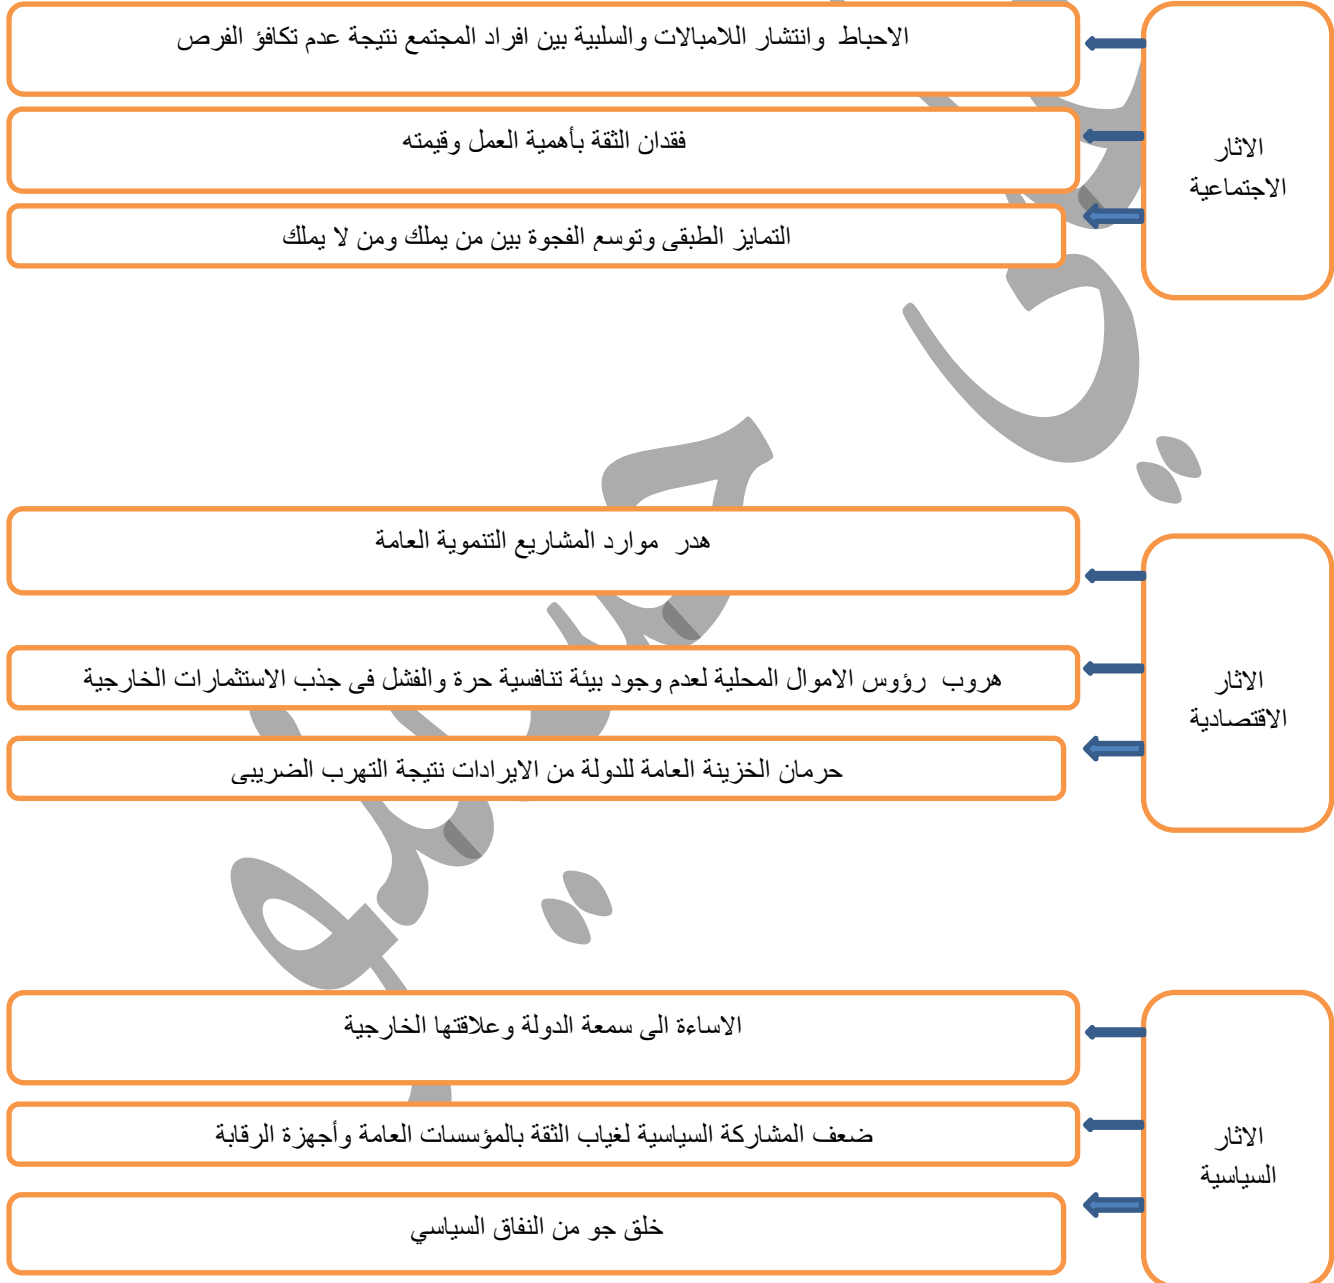 الاثار
الاجتماعية
الاحباط وانتشار اللامبالات والسلبية بين افراد المجتمع نتيجة عدم تكافؤ الفرص
فقدان الثقة بأهمية العمل وقيمته
التمايز الطبقي وتوسع الفجوة بين من يملك ومن لا يملك
الاثار
الاقتصادية
هدر موارد المشاريع التنموية العامة
هروب رؤوس الاموال المحلية لعدم وجود بيئة تنافسية حرة والفشل في جذب الاستثمارات الخارجية
حرمان الخزينة العامة للدولة من الايرادات نتيجة التهرب الضريبي
الاثار
السياسية
الاساءة الى سمعة الدولة وعلاقتها الخارجية
ضعف المشاركة السياسية لغياب الثقة بالمؤسسات العامة وأجهزة الرقابة
خلق جو من النفاق السياسي